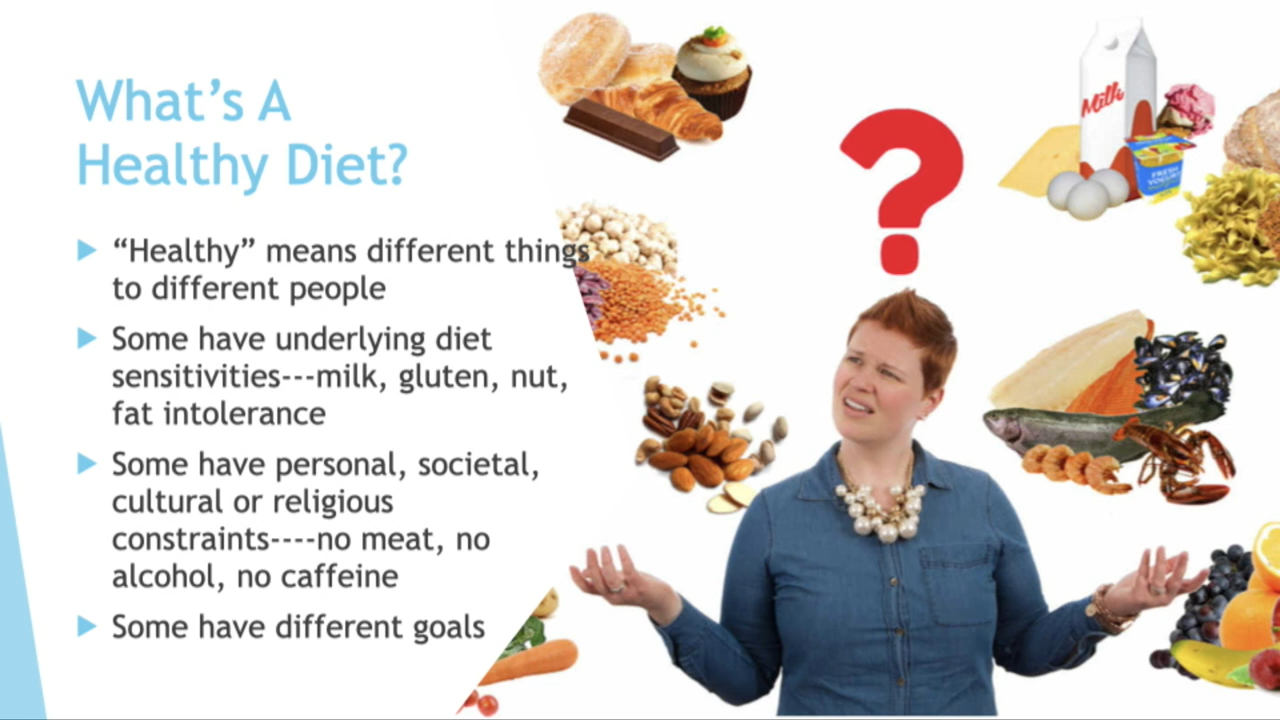 What’s A
Healthy Diet?
“Healthy” means different things
to different people
Some have underlying diet
sensitivities---milk, gluten, nut,
fat intolerance
Some have personal, societal,
cultural or religious
constraints----no meat, no
alcohol, no caffeine
Some have different goals
Milk
FRESH
YOGURT